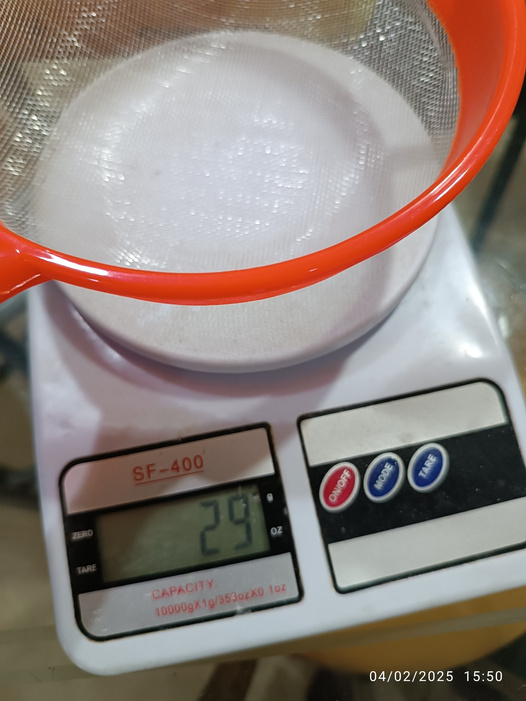 SF-400
ON/OFF
MODE
TARE
ZERO
TARE
29
g
OZ
CAPACITY
10000gX1g/353ozX0.1oz
04/02/2025 15:50